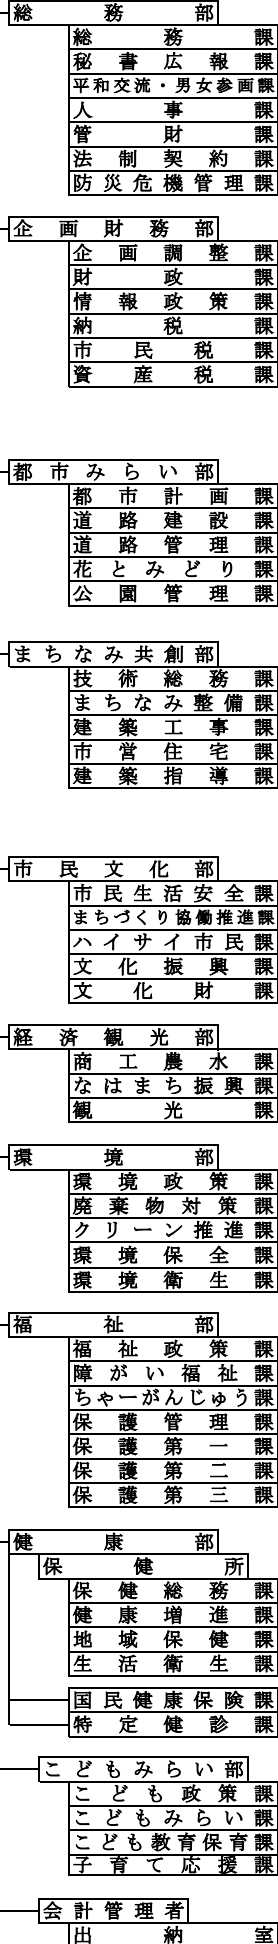 総務部
総務課
秘書広報課
平和交流・男女参画課
人事課
管財課
法制契約課
防災危機管理課
企画財務部
企画調整課
財政課
情報政策課
納税課
市民税課
資産税課
都市みらい部
都市計画課
道路建設課
道路管理課
花とみどり課
公園管理課
まちなみ共創部
技術総務課
まちなみ整備課
建築工事課
市営住宅課
建築指導課
市民文化部
市民生活安全課
まちづくり協働推進課
ハイサイ市民課
文化振興課
文化財課
経済観光部
商工農水課
なはまち振興課
観光課
環境部
環境政策課
廃棄物対策課
クリーン推進課
環境保全課
環境衛生課
福祉部
福祉政策課
障がい福祉課
ちゃーがんじゅう課
保護管理課
保護第一課
保護第二課
保護第三課
健康部
保健所
保健総務課
健康増進課
地域保健課
生活衛生課
国民健康保険課
特定健診課
こどもみらい部
こども政策課
こどもみらい課
こども教育保育課
子育て応援課
会計管理者
出納室